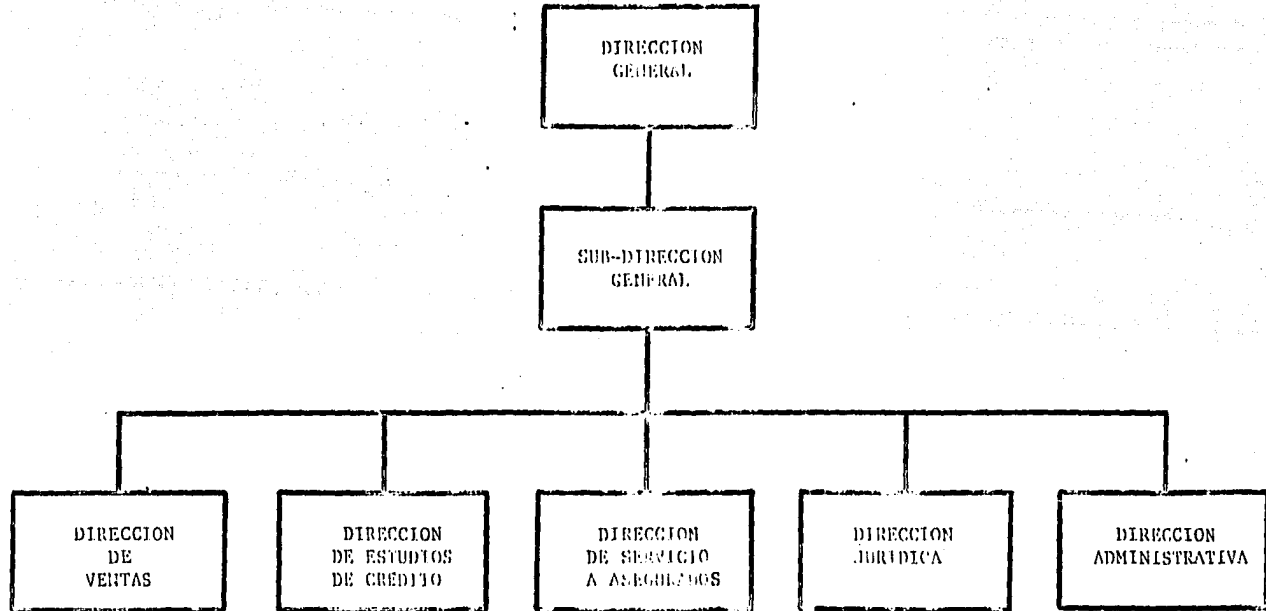 DIRECCION
GENERAL
SUB-DIRECCION
GENERAL
DIRECCION
DE
VENTAS
DIRECCION
DE ESTUDIOS
DE CREDITO
DIRECCION
DE SERVICIO
A ASEGURADOS
DIRECCION
JURIDICA
DIRECCION
ADMINISTRATIVA